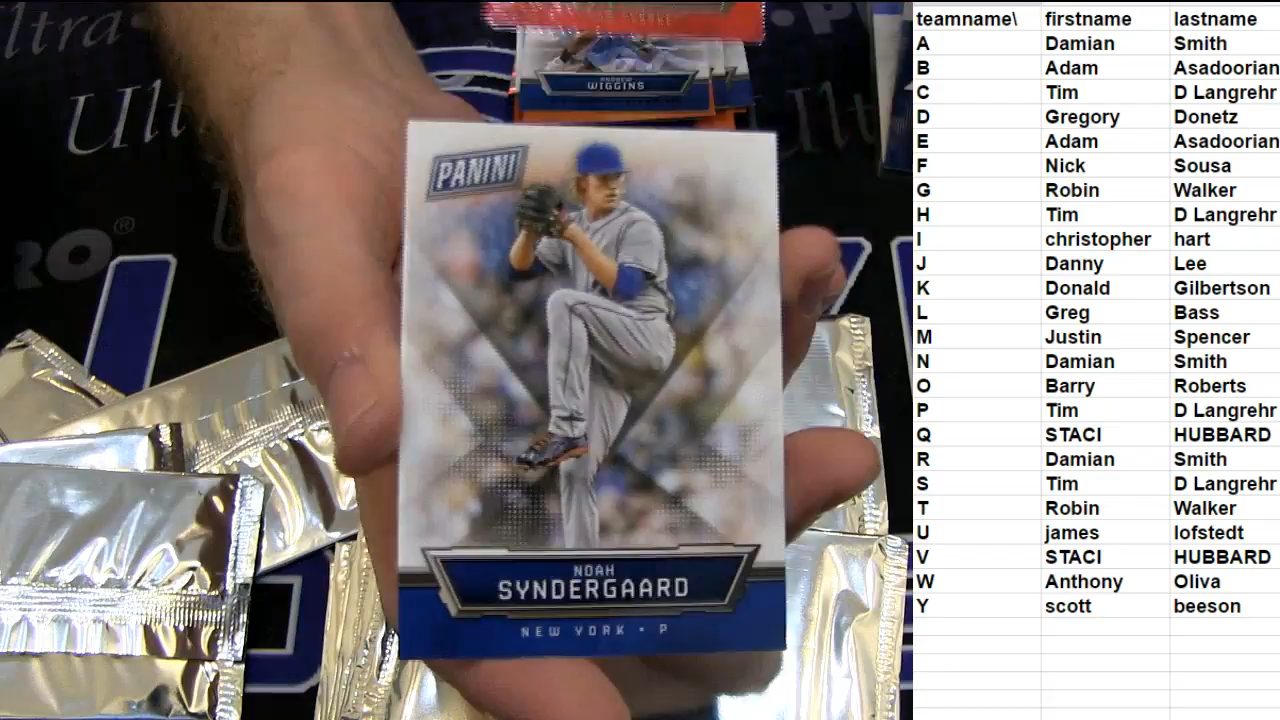 ANDREW
WIGGINS
PANINI
NOAH
SYNDERGAARD
NEW YORK • P
Ultra
Ult
RO®
teamname\ firstname lastname
A Damian Smith
B Adam Asadoorian
C Tim D Langrehr
D Gregory Donetz
E Adam Asadoorian
F Nick Sousa
G Robin Walker
H Tim D Langrehr
I christopher hart
J Danny Lee
K Donald Gilbertson
L Greg Bass
M Justin Spencer
N Damian Smith
O Barry Roberts
P Tim D Langrehr
Q STACI HUBBARD
R Damian Smith
S Tim D Langrehr
T Robin Walker
U james lofstedt
V STACI HUBBARD
W Anthony Oliva
Y scott beeson